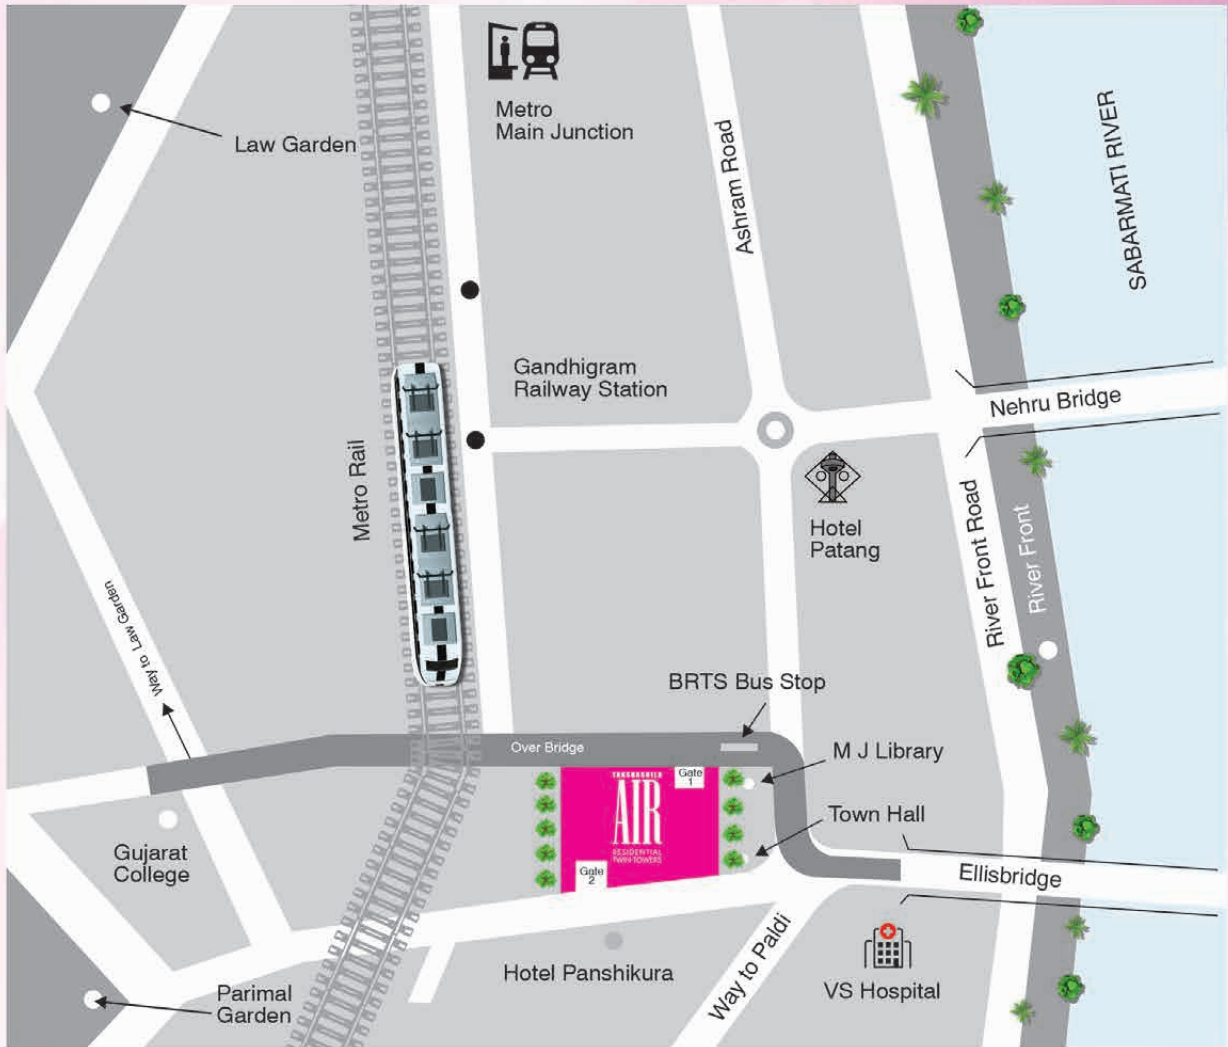 Metro
Main Junction
Law Garden
Ashram Road
SABARMATI RIVER
Gandhigram
Railway Station
Nehru Bridge
Metro Rail
Hotel
Patang
River Front Road
River Front
Way to Law Garden
BRTS Bus Stop
Over Bridge
M J Library
Gate
1
AIR
RESIDENTIAL
TWIN TOWERS
Town Hall
Gate
2
Gujarat
College
Ellisbridge
Way to Paldi
Hotel Panshikura
VS Hospital
Parimal
Garden